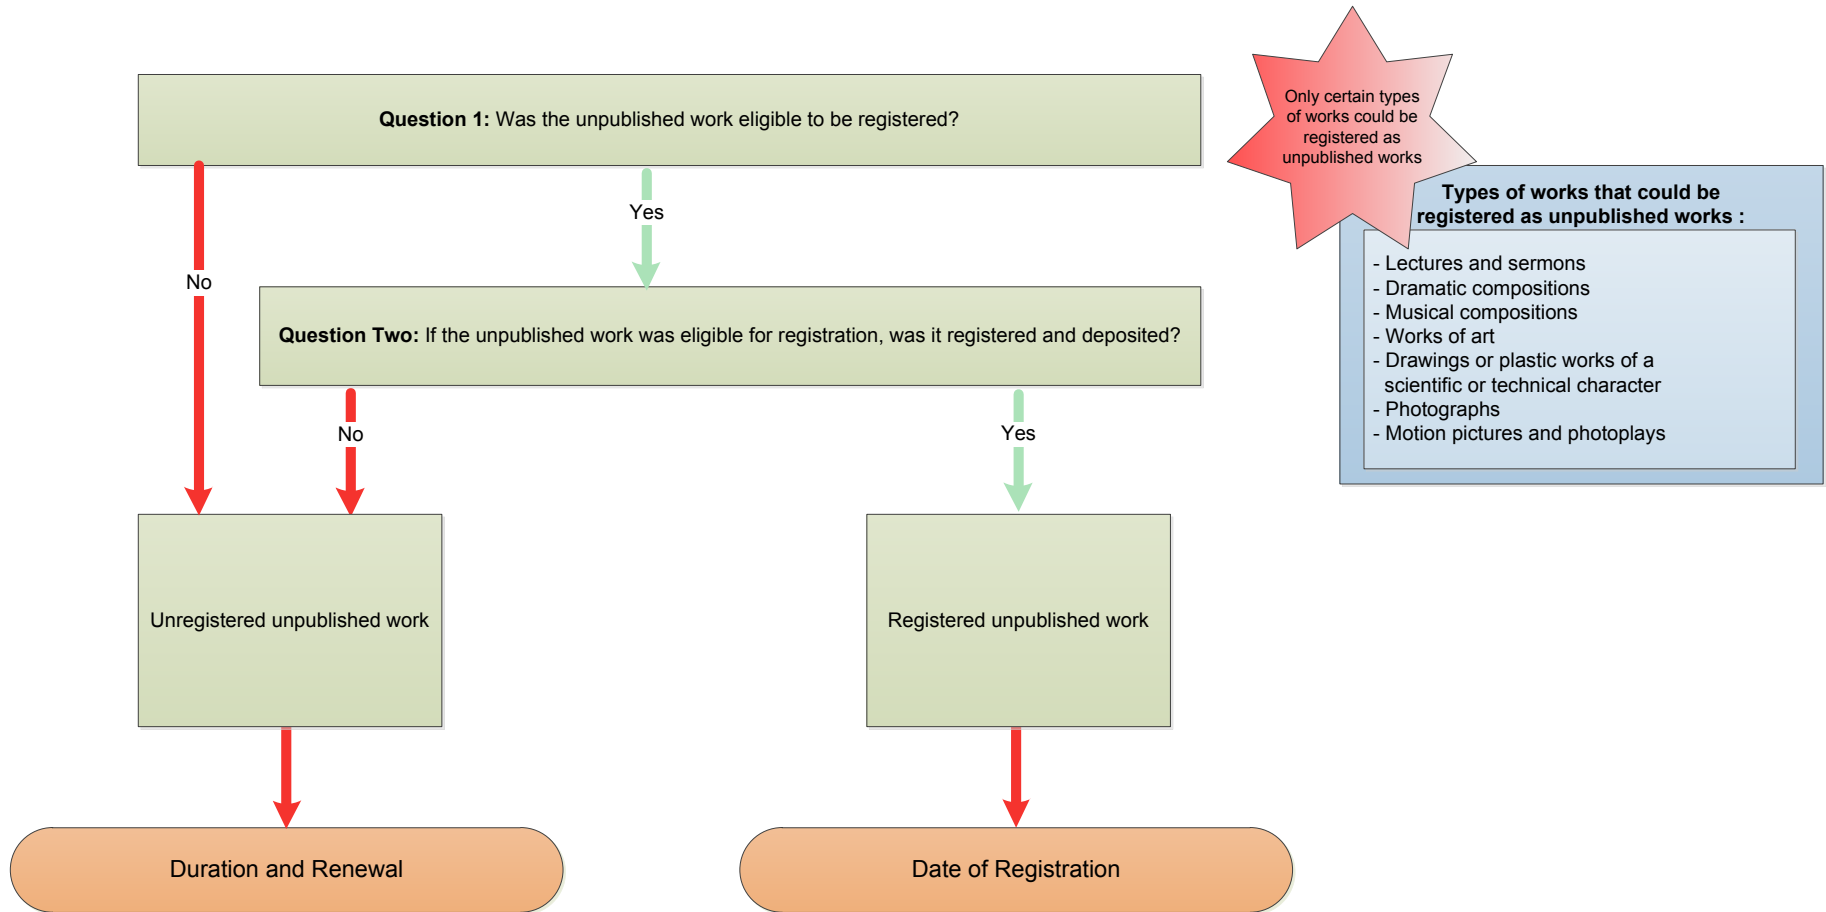 Question 1: Was the unpublished work eligible to be registered?
Only certain types
of works could be
registered as
unpublished works
Types of works that could be
registered as unpublished works :
- Lectures and sermons
- Dramatic compositions
- Musical compositions
- Works of art
- Drawings or plastic works of a
scientific or technical character
- Photographs
- Motion pictures and photoplays
Yes
No
Question Two: If the unpublished work was eligible for registration, was it registered and deposited?
No
Yes
Unregistered unpublished work
Registered unpublished work
Duration and Renewal
Date of Registration